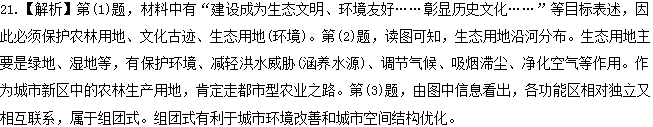 21.【解析】第(1)题，材料中有“建设成为生态文明、环境友好……彰显历史文化……”等目标表述，因
此必须保护农林用地、文化古迹、生态用地(环境)。第(2)题，读图可知，生态用地沿河分布。生态用地主
要是绿地、湿地等，有保护环境、减轻洪水威胁(涵养水源)、调节气候、吸烟滞尘、净化空气等作用。作
为城市新区中的农林生产用地，肯定走都市型农业之路。第(3)题，由图中信息看出，各功能区相对独立又
相互联系，属于组团式。组团式有利于城市环境改善和城市空间结构优化。